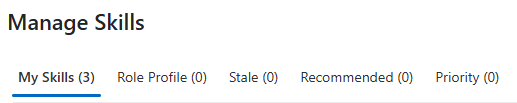 Manage Skills
My Skills (3) Role Profile (0) Stale (0) Recommended (0) Priority (0)